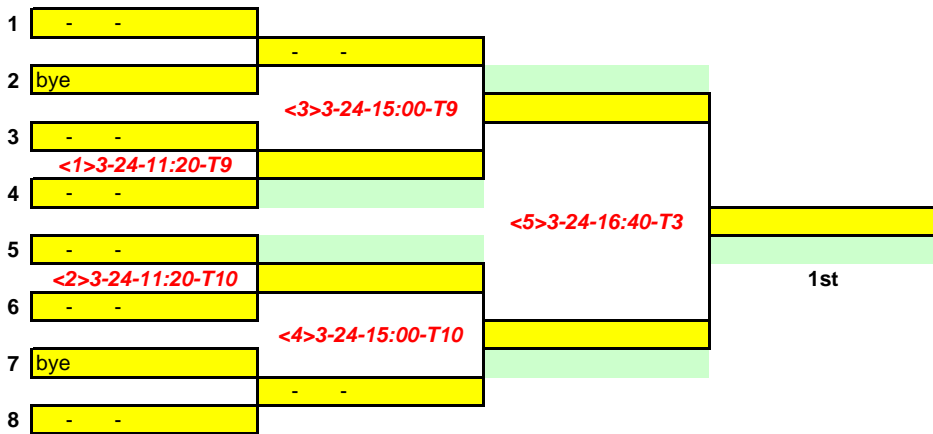 1 - -
- -
2 bye
<3>3-24-15:00-T9
3 - -
<1>3-24-11:20-T9
4 - -
<5>3-24-16:40-T3
5 - -
<2>3-24-11:20-T10
1st
6 - -
<4>3-24-15:00-T10
7 bye
- -
8 - -